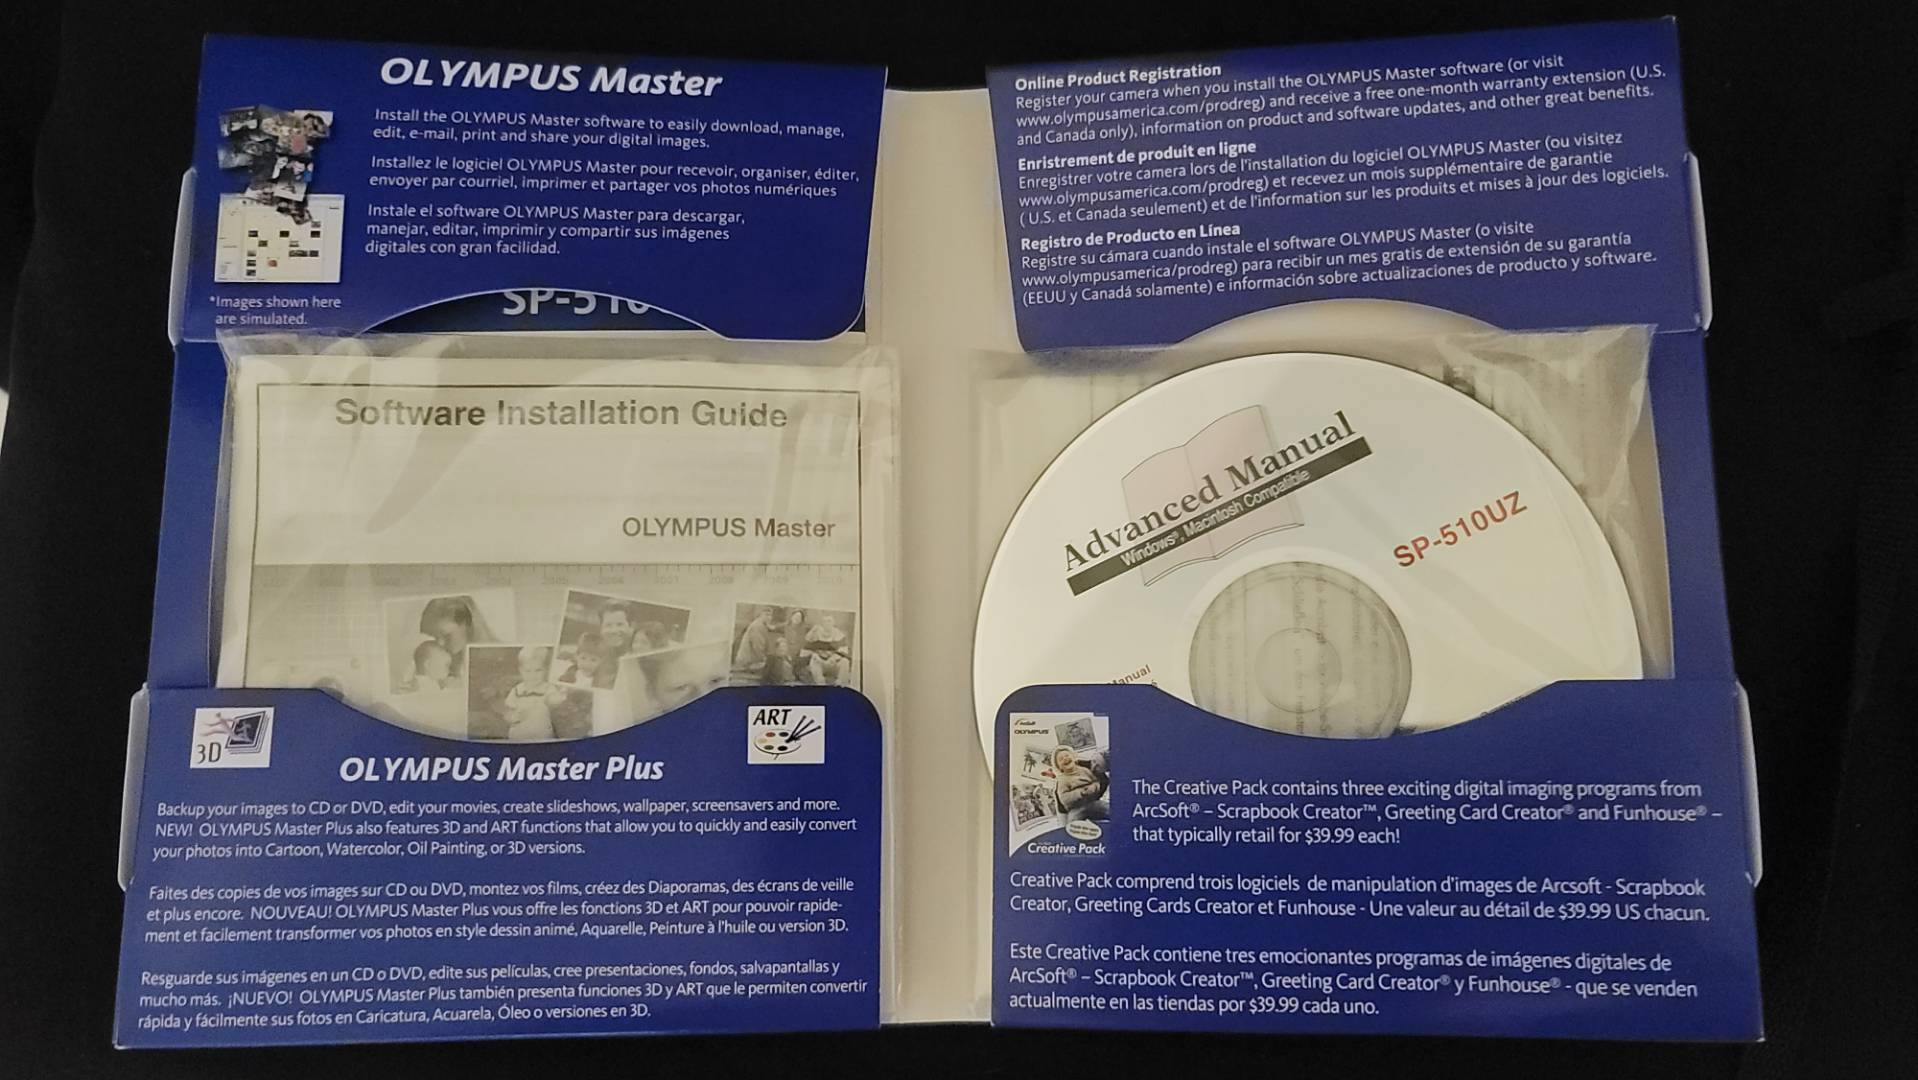 OLYMPUS Master
Install the OLYMPUS Master software to easily download, manage,
edit, e-mail, print and share your digital images.
Installez le logiciel OLYMPUS Master pour recevoir, organiser, éditer,
envoyer par courriel, imprimer et partager vos photos numériques
Instale el software OLYMPUS Master para descargar,
manejar, editar, imprimir y compartir sus imágenes
digitales con gran facilidad.
*Images shown here
are simulated.
SP-510
Software Installation Guide
OLYMPUS Master
2004 2005 2006 2007 2008 2009 2010
3D
ART
OLYMPUS Master Plus
Backup your images to CD or DVD, edit your movies, create slideshows, wallpaper, screensavers and more.
NEW! OLYMPUS Master Plus also features 3D and ART functions that allow you to quickly and easily convert
your photos into Cartoon, Watercolor, Oil Painting, or 3D versions.
Faites des copies de vos images sur CD ou DVD, montez vos films, créez des Diaporamas, des écrans de veille
et plus encore. NOUVEAU! OLYMPUS Master Plus vous offre les fonctions 3D et ART pour pouvoir rapide-
ment et facilement transformer vos photos en style dessin animé, Aquarelle, Peinture à l'huile ou version 3D.
Resguarde sus imágenes en un CD o DVD, edite sus películas, cree presentaciones, fondos, salvapantallas y
mucho más. ¡NUEVO! OLYMPUS Master Plus también presenta funciones 3D y ART que le permiten convertir
rápida y fácilmente sus fotos en Caricatura, Acuarela, Óleo o versiones en 3D.
Online Product Registration
Register your camera when you install the OLYMPUS Master software (or visit
www.olympusamerica.com/prodreg) and receive a free one-month warranty extension (U.S.
and Canada only), information on product and software updates, and other great benefits.
Enristrement de produit en ligne
Enregistrer votre camera lors de l'installation du logiciel OLYMPUS Master (ou visitez
www.olympusamerica.com/prodreg) et recevez un mois supplémentaire de garantie
( U.S. et Canada seulement) et de l'information sur les produits et mises à jour des logiciels.
Registro de Producto en Línea
Registre su cámara cuando instale el software OLYMPUS Master (o visite
www.olympusamerica/prodreg) para recibir un mes gratis de extensión de su garantía
(EEUU y Canadá solamente) e información sobre actualizaciones de producto y software.
Advanced Manual
Windows®, Macintosh Compatible
SP-510UZ
Manual
OLYMPUS
Creative Pack
The Creative Pack contains three exciting digital imaging programs from
ArcSoft® – Scrapbook Creator™, Greeting Card Creator® and Funhouse® –
that typically retail for $39.99 each!
Creative Pack comprend trois logiciels de manipulation d'images de Arcsoft - Scrapbook
Creator, Greeting Cards Creator et Funhouse - Une valeur au détail de $39.99 US chacun.
Este Creative Pack contiene tres emocionantes programas de imágenes digitales de
ArcSoft® – Scrapbook Creator™, Greeting Card Creator® y Funhouse® - que se venden
actualmente en las tiendas por $39.99 cada uno.